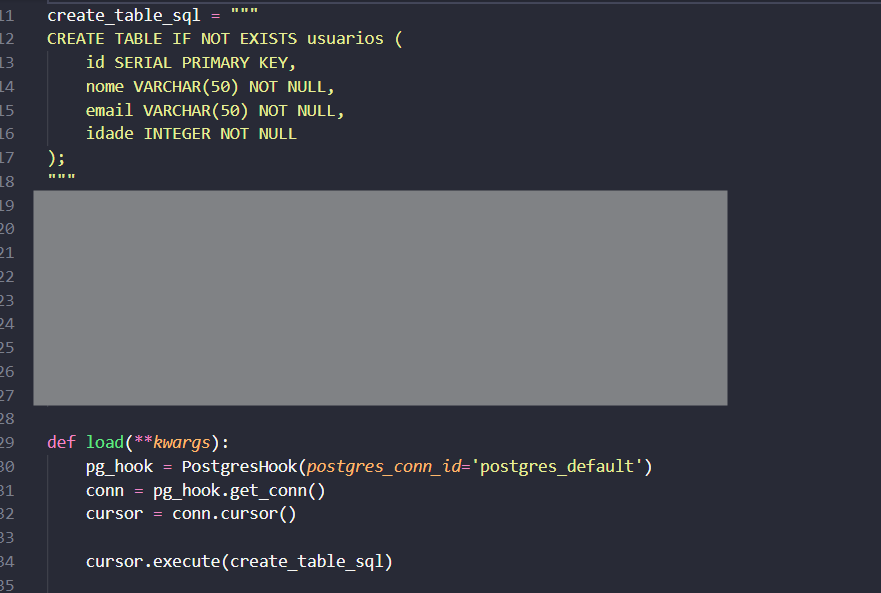 11 create_table_sql = """
12 CREATE TABLE IF NOT EXISTS usuarios (
13     id SERIAL PRIMARY KEY,
14     nome VARCHAR(50) NOT NULL,
15     email VARCHAR(50) NOT NULL,
16     idade INTEGER NOT NULL
17 );
18 """
19
20
21
22
23
24
25
26
27
28
29 def load(**kwargs):
30     pg_hook = PostgresHook(postgres_conn_id='postgres_default')
31     conn = pg_hook.get_conn()
32     cursor = conn.cursor()
33
34     cursor.execute(create_table_sql)
35